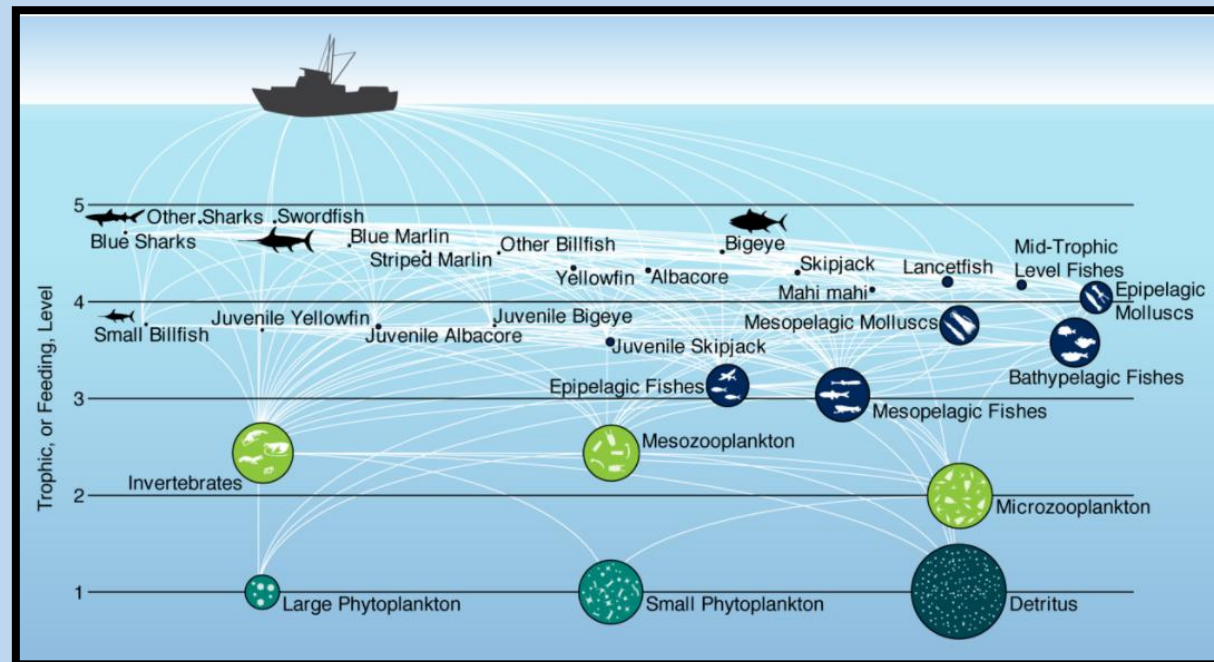 Trophic, or Feeding, Level
5
Other Sharks
Swordfish
Blue Sharks
Blue Marlin
Striped Marlin
Other Billfish
Bigeye
Yellowfin
Albacore
Skipjack
Mahi mahi
Lancetfish
Mid-Trophic
Level Fishes
Epipelagic
Molluscs
4
Small Billfish
Juvenile Yellowfin
Juvenile Albacore
Juvenile Bigeye
Juvenile Skipjack
Mesopelagic Molluscs
Bathypelagic Fishes
Epipelagic Fishes
Mesopelagic Fishes
3
Invertebrates
Mesozooplankton
2
Microzooplankton
1
Large Phytoplankton
Small Phytoplankton
Detritus